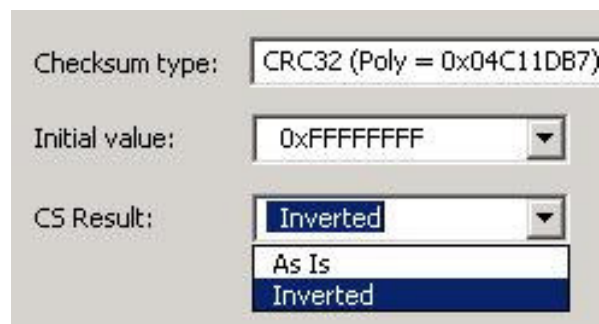 Checksum type: CRC32 (Poly = 0x04C11DB7)
Initial value: 0xFFFFFFFF
CS Result: Inverted
As Is
Inverted